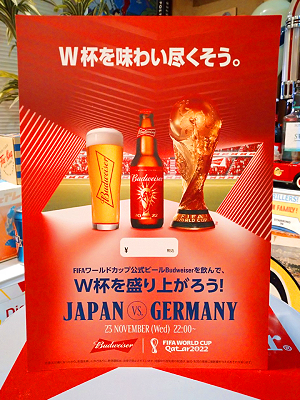 W杯を味わい尽くそう。
Budweiser
Budweiser
¥
税込
FIFAワールドカップ公式ビールBudweiserを飲んで、
W杯を盛り上がろう!
JAPAN VS. GERMANY
23 NOVEMBER (Wed) 22:00~
Budweiser
FIFA WORLD CUP
Qatar2022